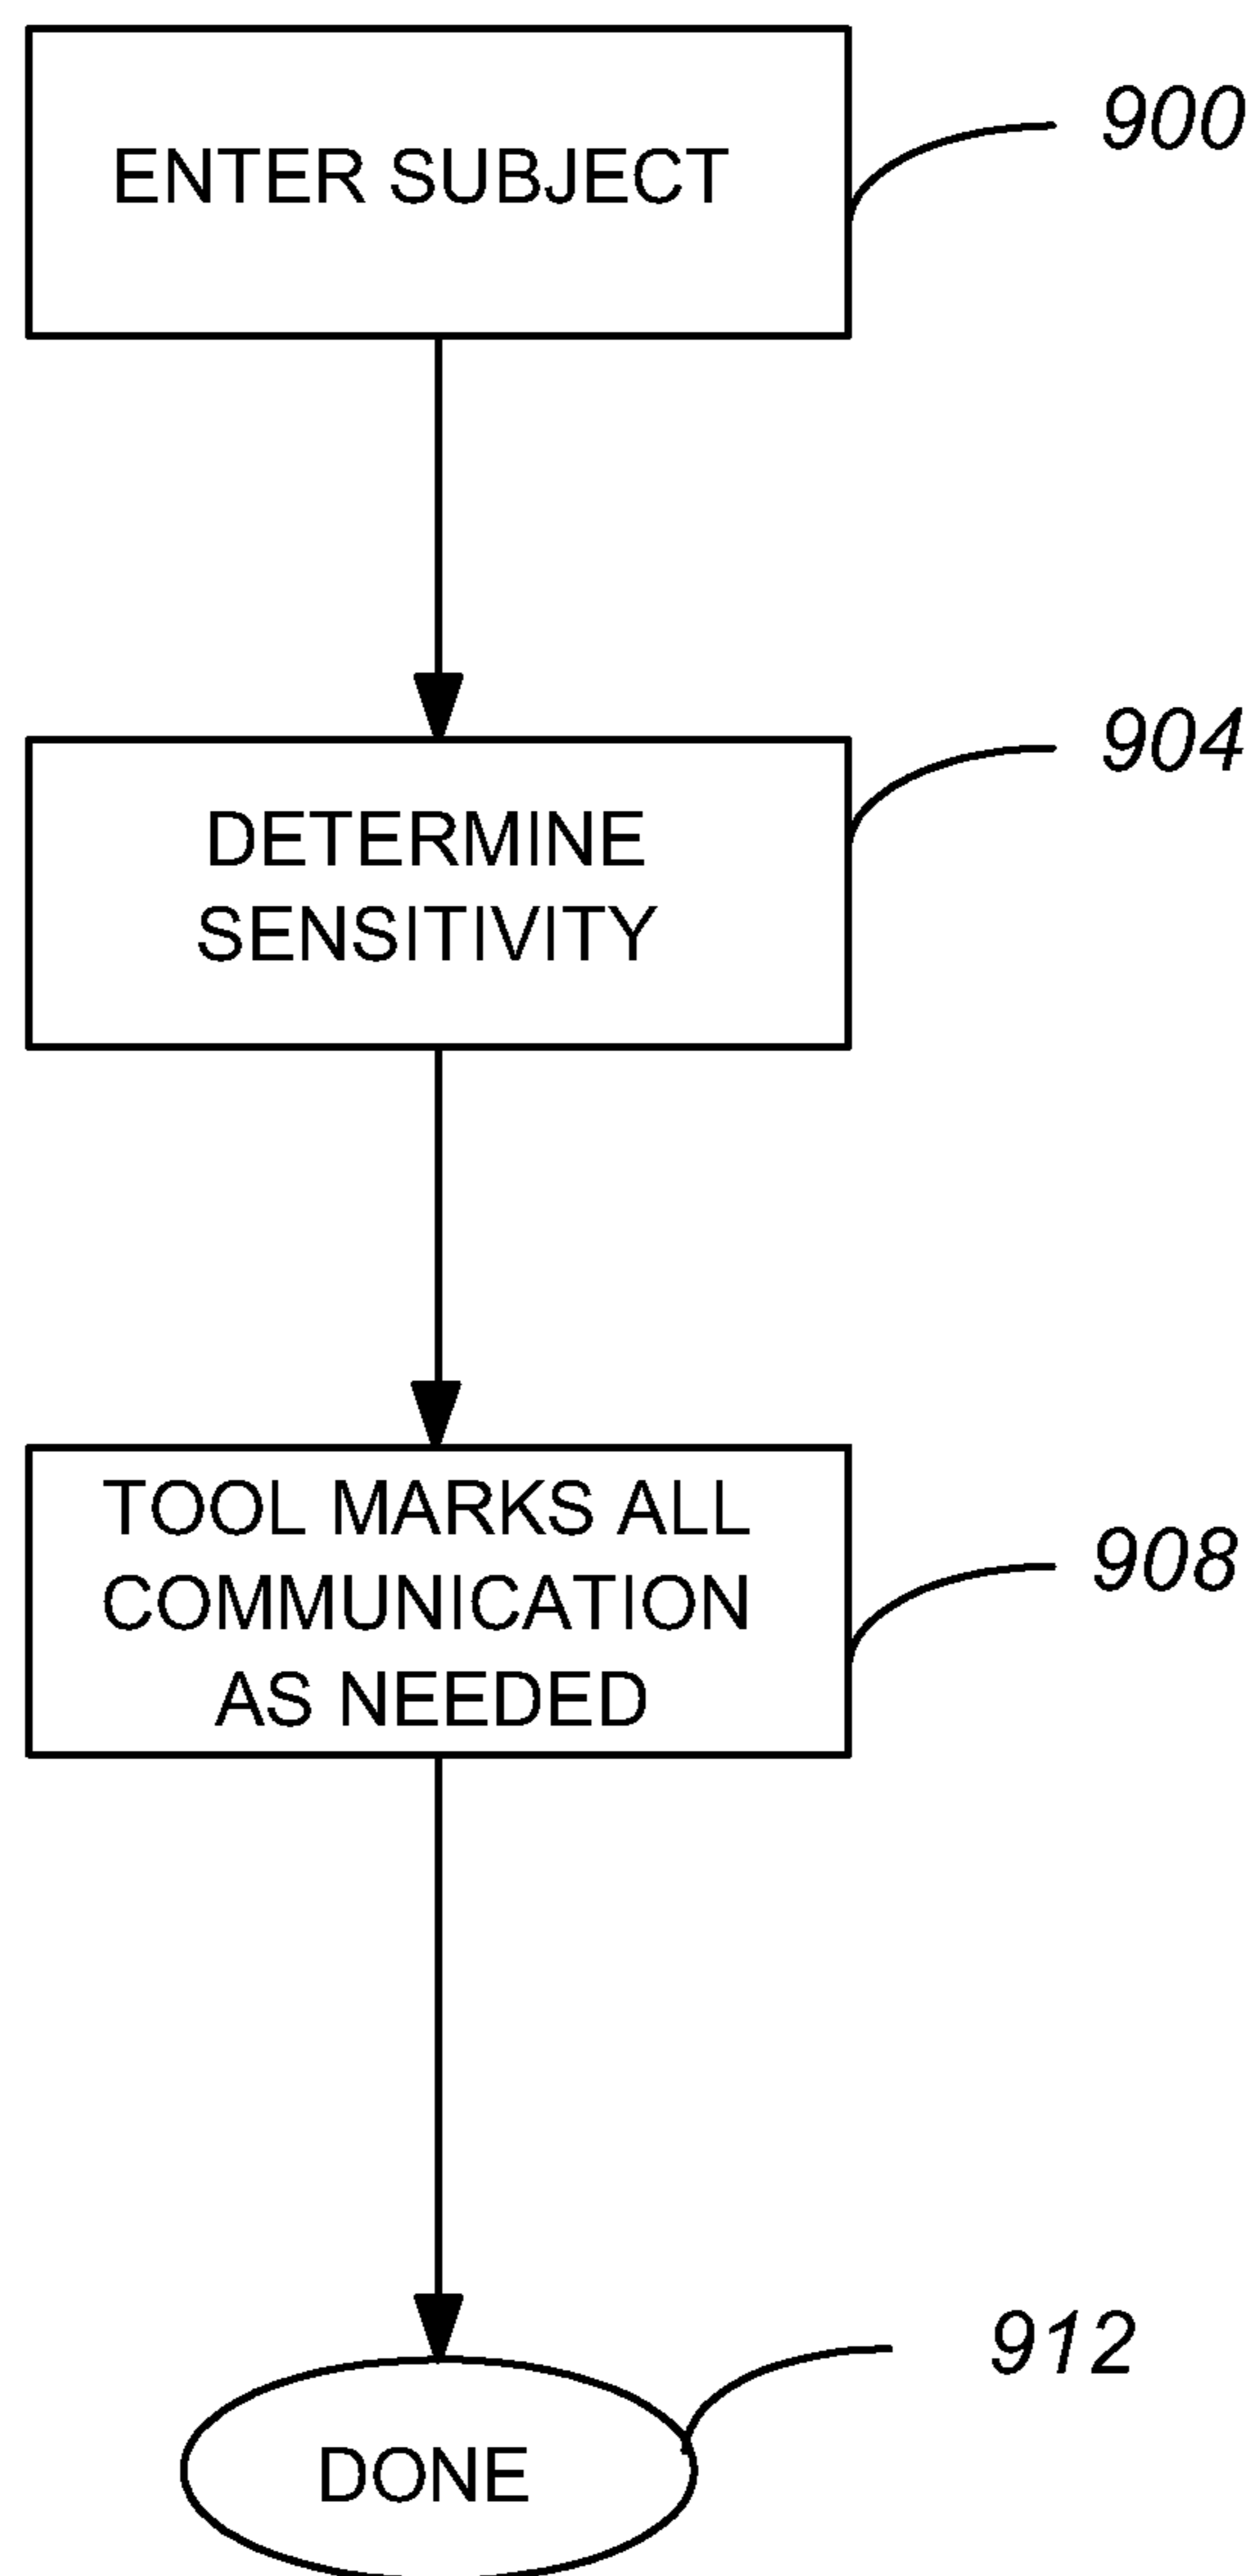 ENTER SUBJECT
900
DETERMINE
SENSITIVITY
904
TOOL MARKS ALL
COMMUNICATION
AS NEEDED
908
DONE
912